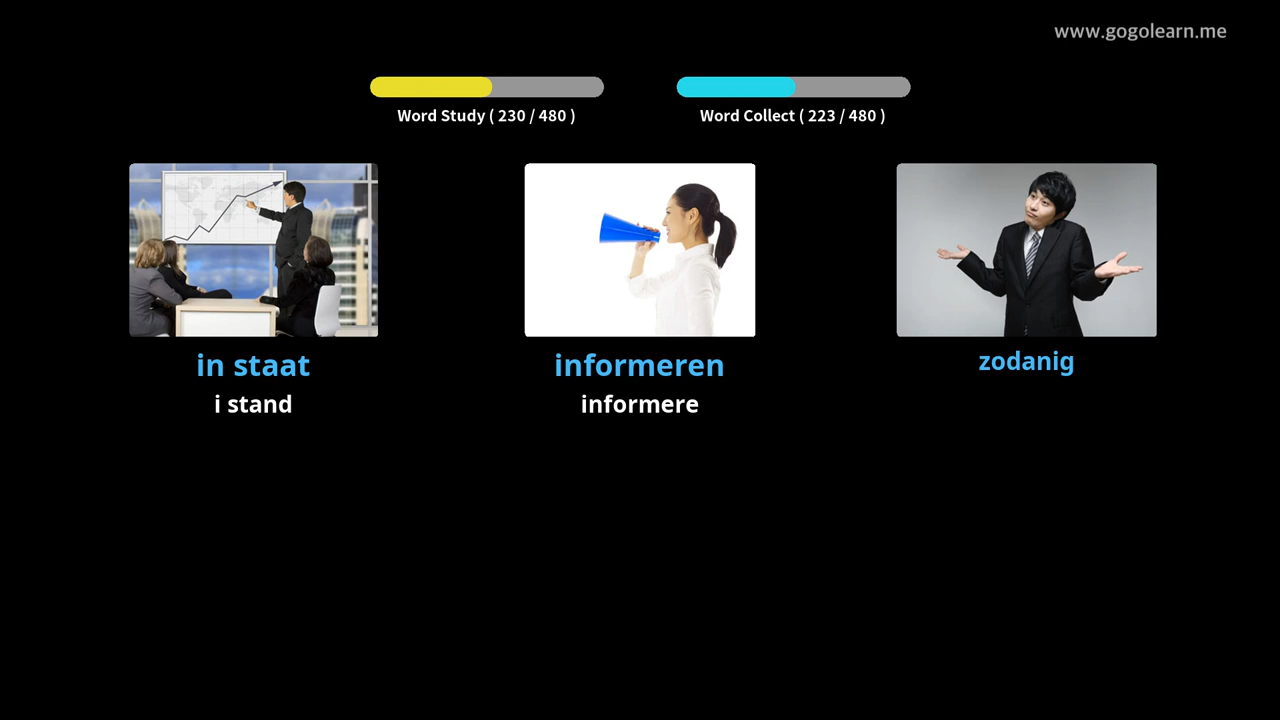 www.gogolearn.me
Word Study ( 230 / 480 )
Word Collect ( 223 / 480 )
in staat
i stand
informeren
informere
zodanig